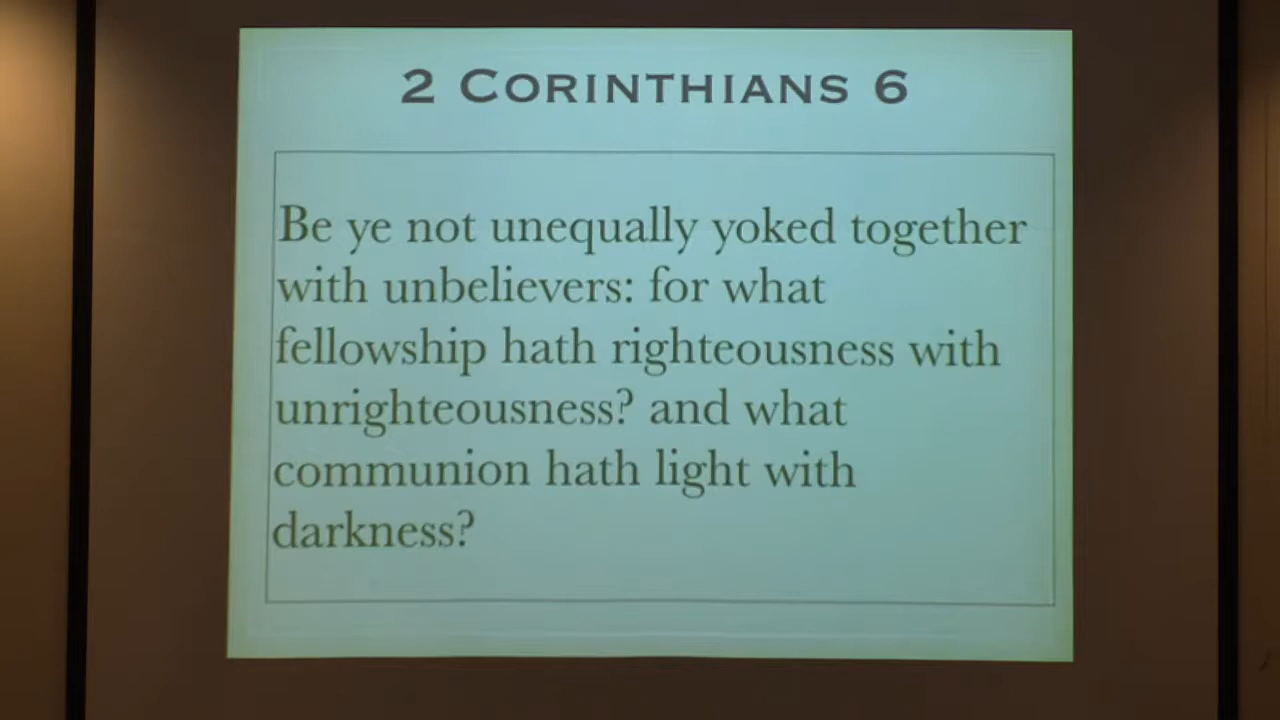 2 CORINTHIANS 6
Be ye not unequally yoked together
with unbelievers: for what
fellowship hath righteousness with
unrighteousness? and what
communion hath light with
darkness?